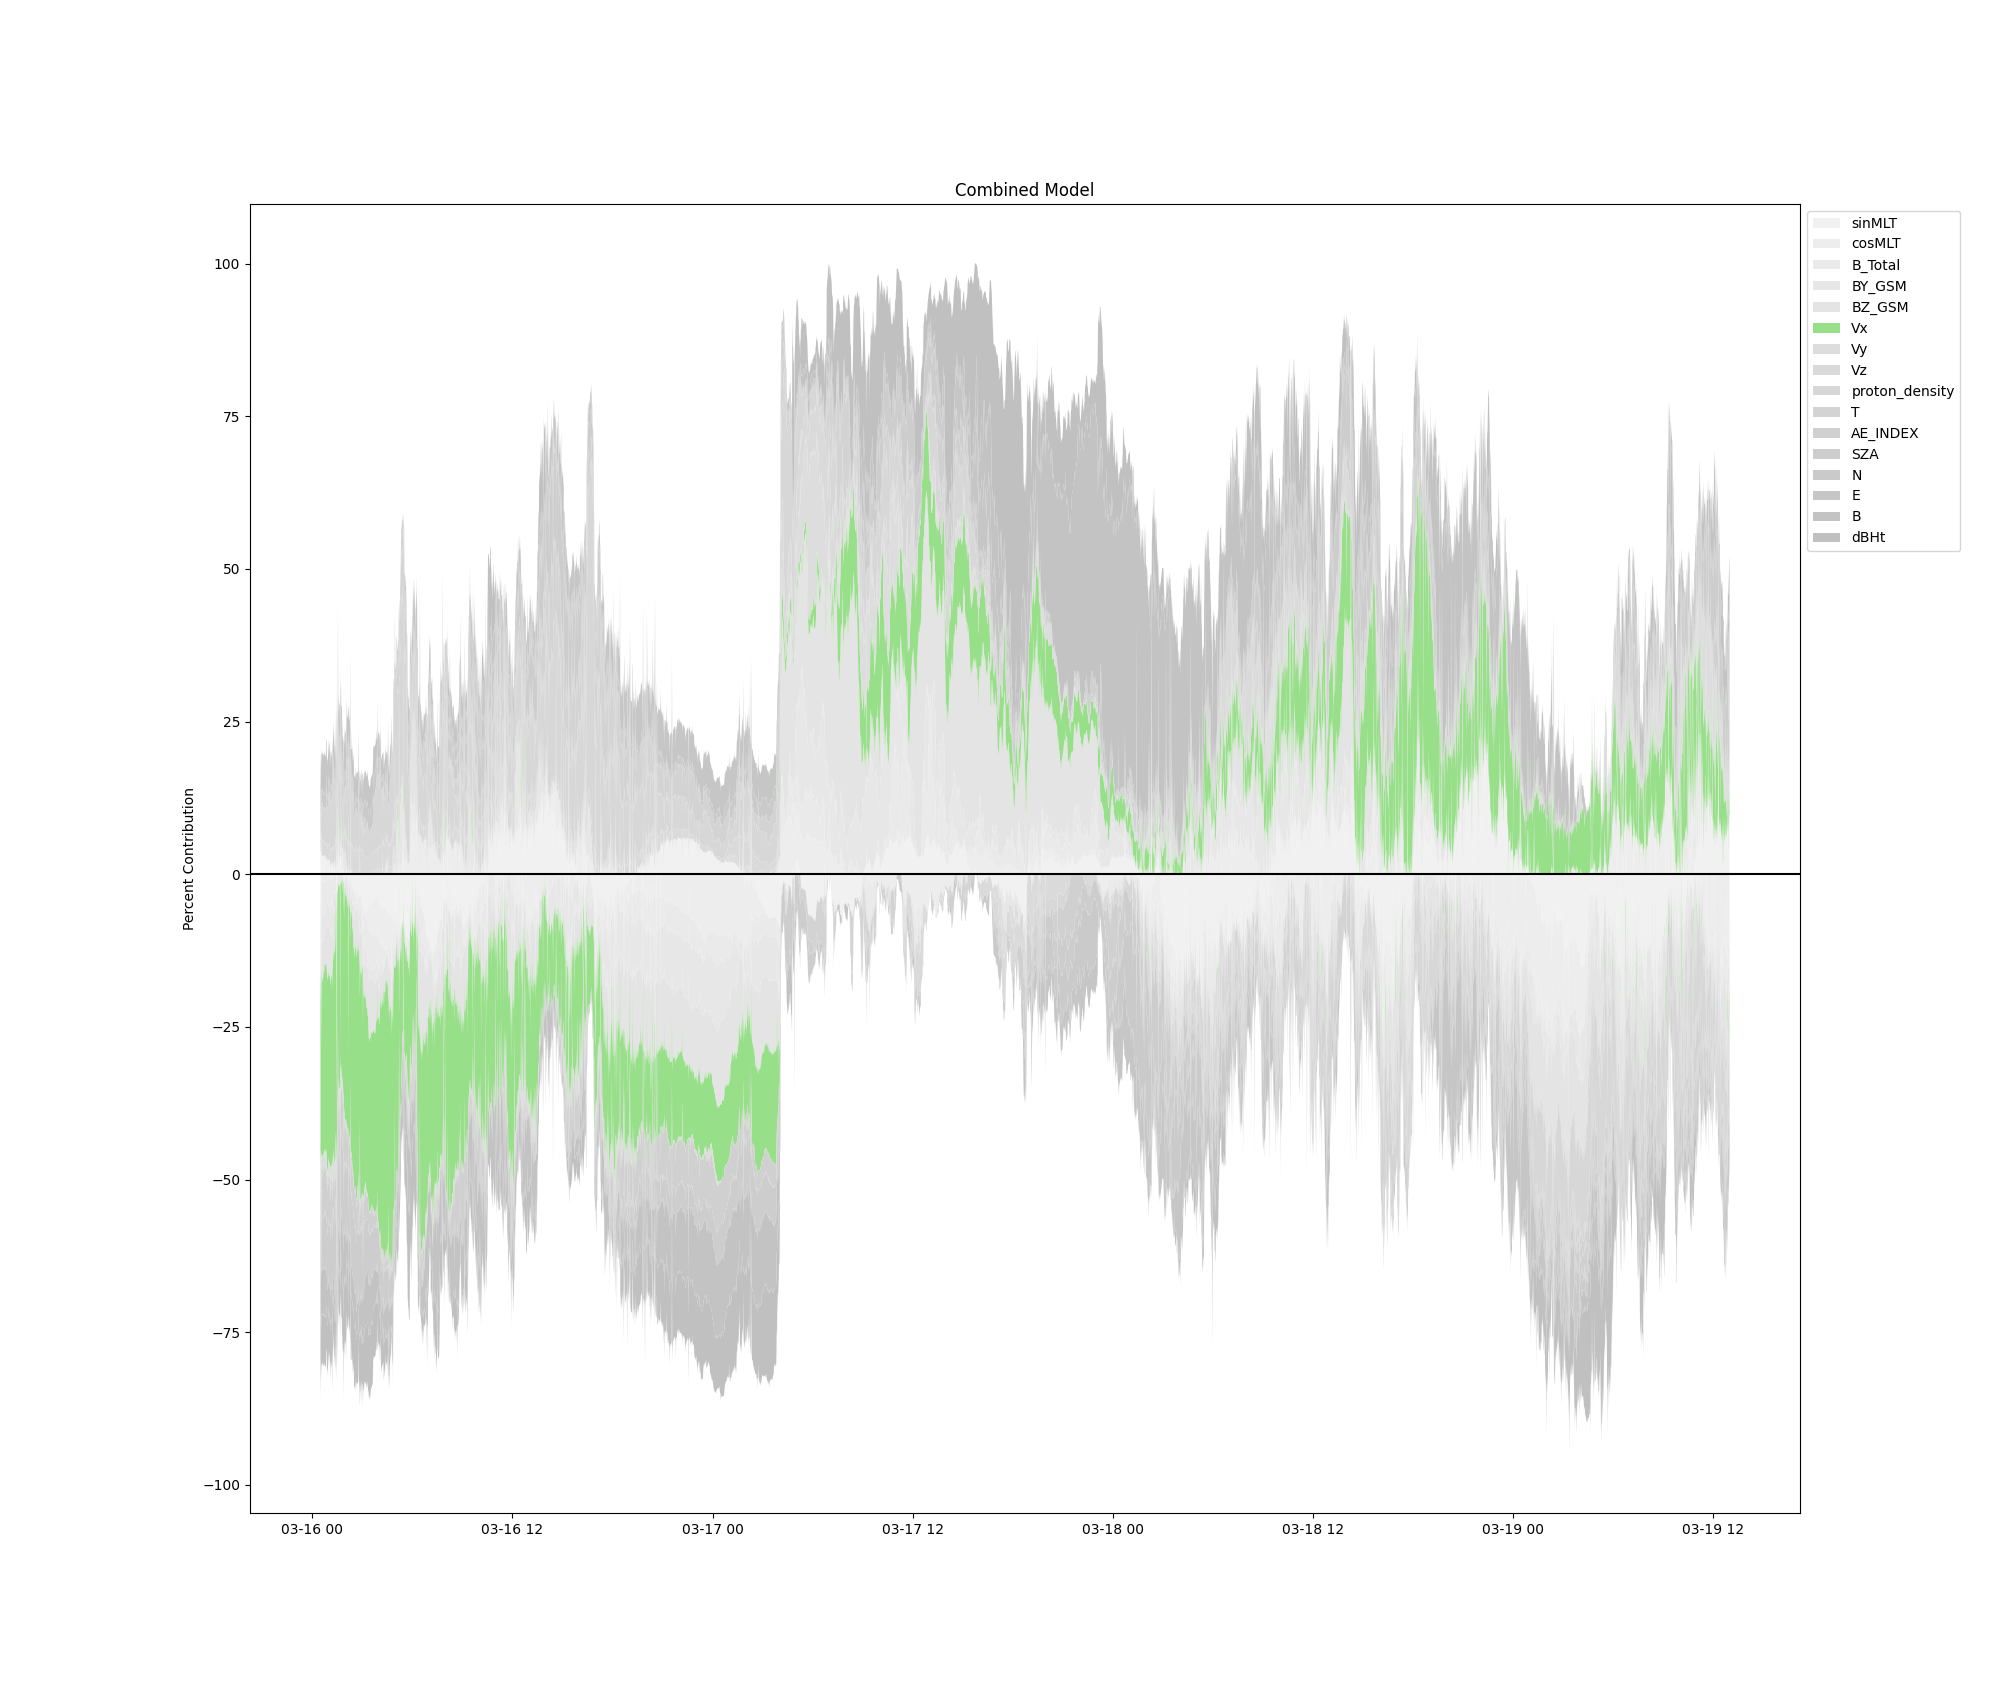 Combined Model
Percent Contribution
100
75
50
25
0
−25
−50
−75
−100
03-16 00
03-16 12
03-17 00
03-17 12
03-18 00
03-18 12
03-19 00
03-19 12
sinMLT
cosMLT
B_Total
BY_GSM
BZ_GSM
Vx
Vy
Vz
proton_density
T
AE_INDEX
SZA
N
E
B
dBHt